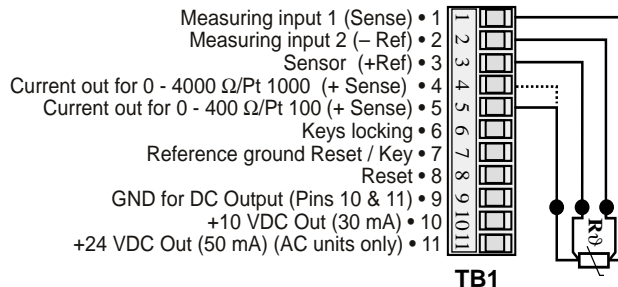 Measuring input 1 (Sense) • 1
Measuring input 2 (– Ref) • 2
Sensor (+Ref) • 3
Current out for 0 - 4000 Ω/Pt 1000 (+ Sense) • 4
Current out for 0 - 400 Ω/Pt 100 (+ Sense) • 5
Keys locking • 6
Reference ground Reset / Key • 7
Reset • 8
GND for DC Output (Pins 10 & 11) • 9
+10 VDC Out (30 mA) • 10
+24 VDC Out (50 mA) (AC units only) • 11
1
2
3
4
5
6
7
8
9
10
11
Rϑ
TB1